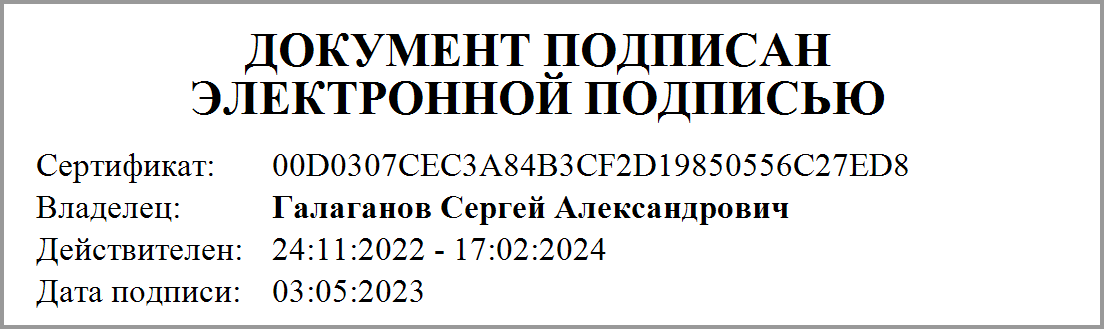 ДОКУМЕНТ ПОДПИСАН
ЭЛЕКТРОННОЙ ПОДПИСЬЮ
Сертификат: 00D0307CEC3A84B3CF2D19850556C27ED8
Владелец: Галаганов Сергей Александрович
Действителен: 24:11:2022 - 17:02:2024
Дата подписи: 03:05:2023